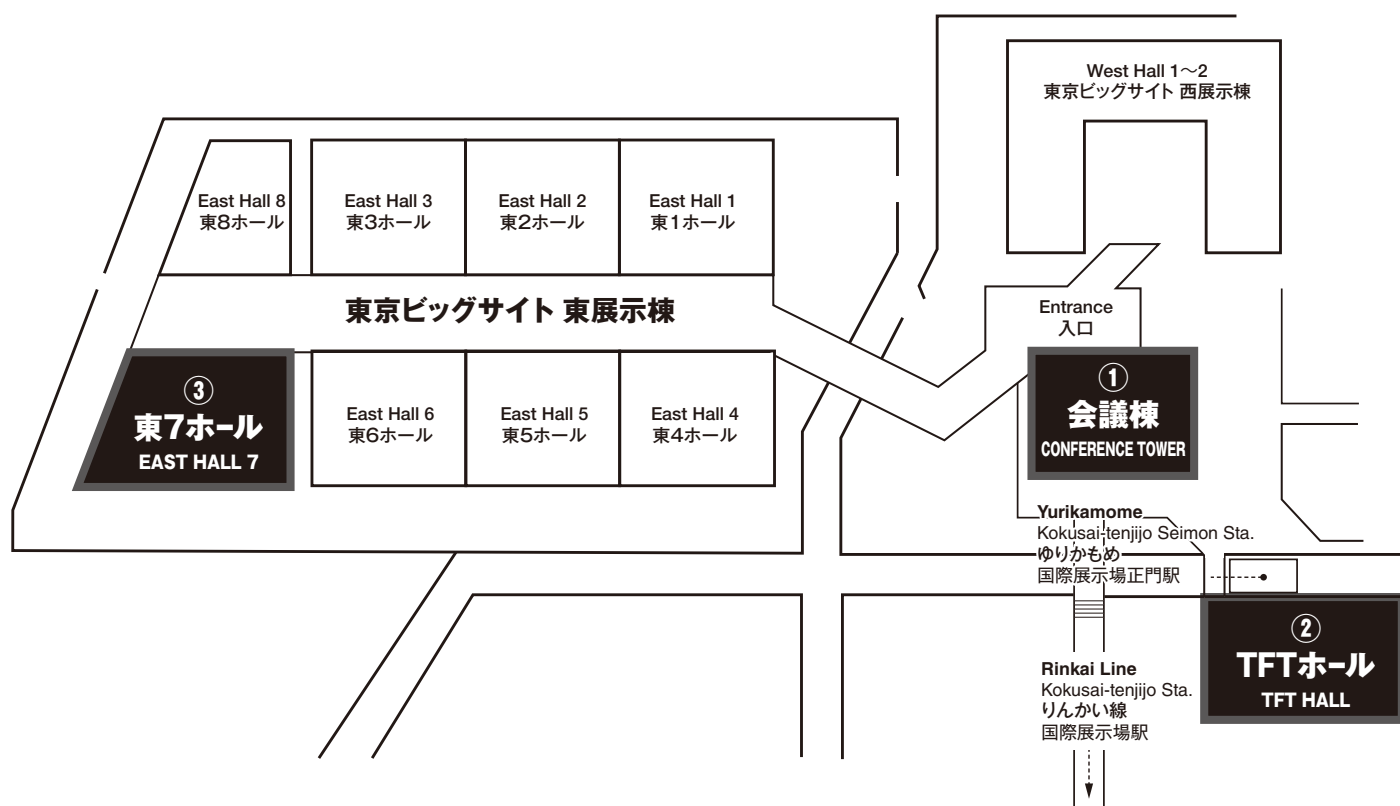 West Hall 1〜2
東京ビッグサイト 西展示棟
East Hall 8
東8ホール
East Hall 3
東3ホール
East Hall 2
東2ホール
East Hall 1
東1ホール
東京ビッグサイト 東展示棟
Entrance
入口
③
東7ホール
EAST HALL 7
East Hall 6
東6ホール
East Hall 5
東5ホール
East Hall 4
東4ホール
①
会議棟
CONFERENCE TOWER
Yurikamome
Kokusai-tenjijo Seimon Sta.
ゆりかもめ
国際展示場正門駅
②
TFTホール
TFT HALL
Rinkai Line
Kokusai-tenjijo Sta.
りんかい線
国際展示場駅